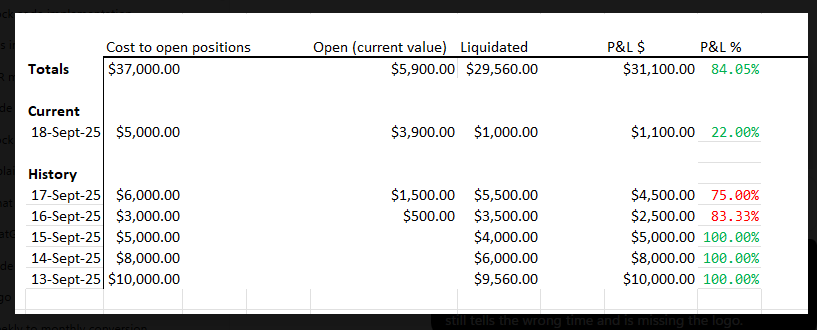 Cost to open positions Open (current value) Liquidated P&L $ P&L %
Totals $37,000.00 $5,900.00 $29,560.00 $31,100.00 84.05%
Current
18-Sept-25 $5,000.00 $3,900.00 $1,000.00 $1,100.00 22.00%
History
17-Sept-25 $6,000.00 $1,500.00 $5,500.00 $4,500.00 75.00%
16-Sept-25 $3,000.00 $500.00 $3,500.00 $2,500.00 83.33%
15-Sept-25 $5,000.00 $4,000.00 $5,000.00 100.00%
14-Sept-25 $8,000.00 $6,000.00 $8,000.00 100.00%
13-Sept-25 $10,000.00 $9,560.00 $10,000.00 100.00%
still tells the wrong time and is missing the logo.